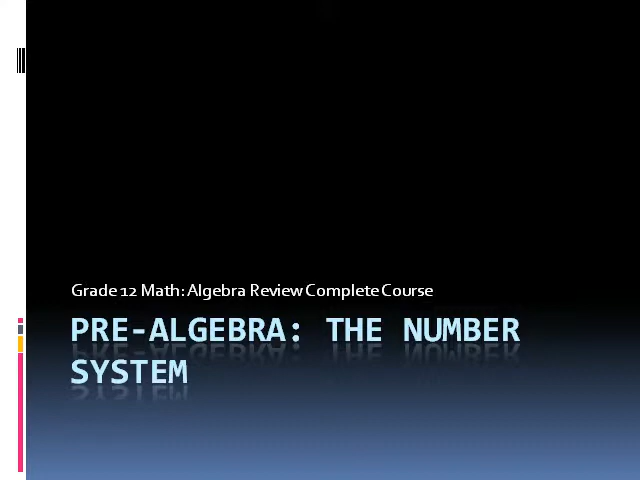 Grade 12 Math: Algebra Review Complete Course
PRE-ALGEBRA: THE NUMBER
SYSTEM